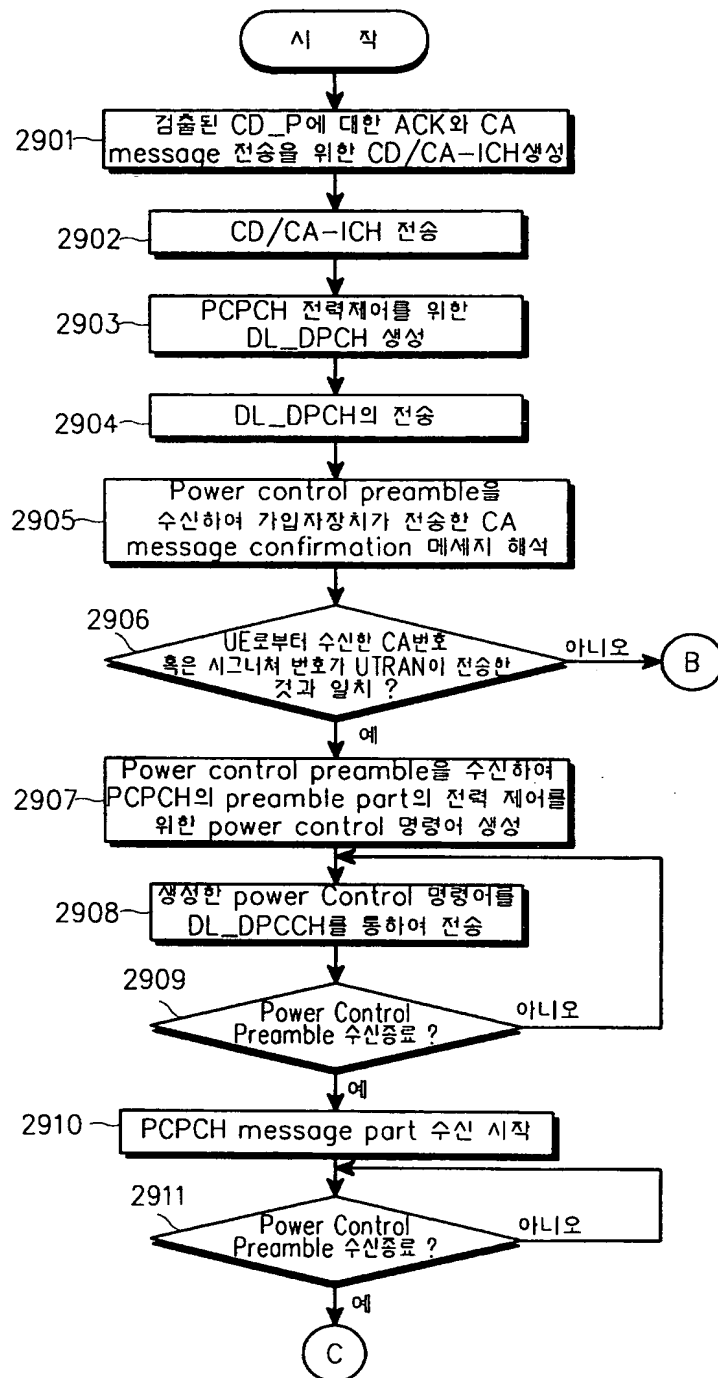 시 작
2901
검출된 CD_P에 대한 ACK와 CA
message 전송을 위한 CD/CA-ICH생성
2902
CD/CA-ICH 전송
2903
PCPCH 전력제어를 위한
DL_DPCH 생성
2904
DL_DPCH의 전송
2905
Power control preamble을
수신하여 가입자장치가 전송한 CA
message confirmation 메세지 해석
2906
UE로부터 수신한 CA번호
혹은 시그너쳐 번호가 UTRAN이 전송한
것과 일치 ?
아니오
B
예
2907
Power control preamble을 수신하여
PCPCH의 preamble part의 전력 제어를
위한 power control 명령어 생성
2908
생성한 power Control 명령어를
DL_DPCCH를 통하여 전송
2909
Power Control
Preamble 수신종료 ?
아니오
예
2910
PCPCH message part 수신 시작
2911
Power Control
Preamble 수신종료 ?
아니오
예
C